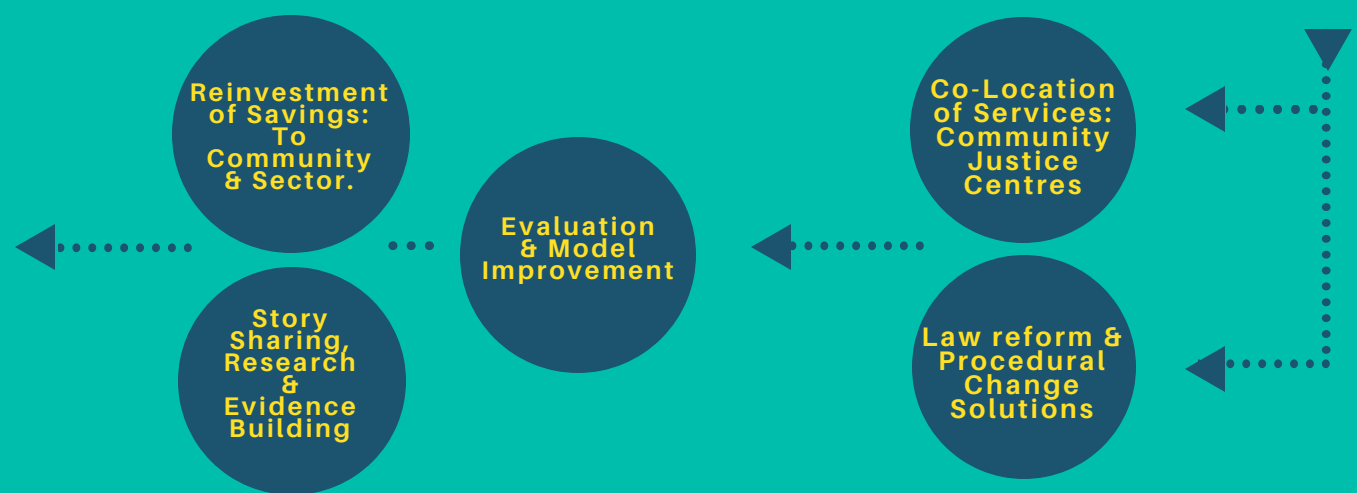 Reinvestment
of Savings:
To
Community
& Sector.
Story
Sharing,
Research
&
Evidence
Building
Evaluation
& Model
Improvement
Co-Location
of Services:
Community
Justice
Centres
Law reform &
Procedural
Change
Solutions